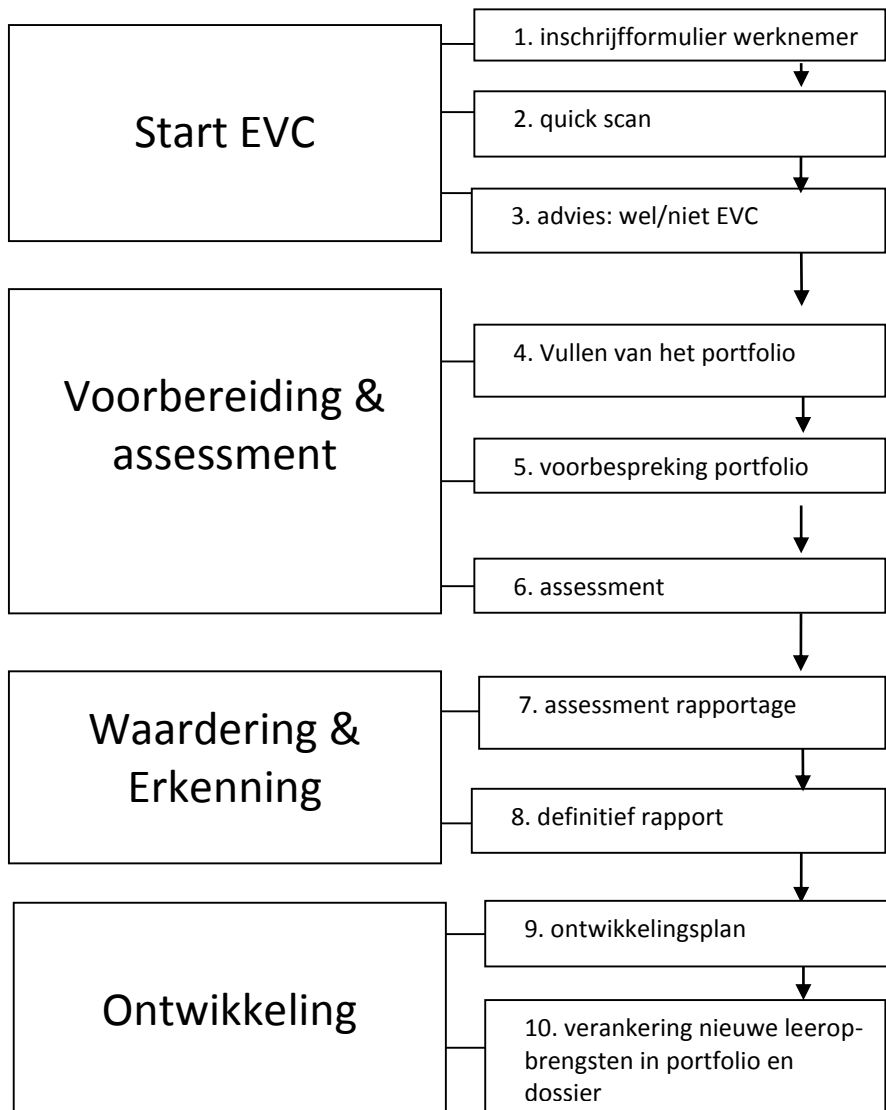 Start EVC
1. inschrijfformulier werknemer
2. quick scan
3. advies: wel/niet EVC
Voorbereiding &
assessment
4. Vullen van het portfolio
5. voorbespreking portfolio
6. assessment
Waardering &
Erkenning
7. assessment rapportage
8. definitief rapport
Ontwikkeling
9. ontwikkelingsplan
10. verankering nieuwe leerop-
brengsten in portfolio en
dossier